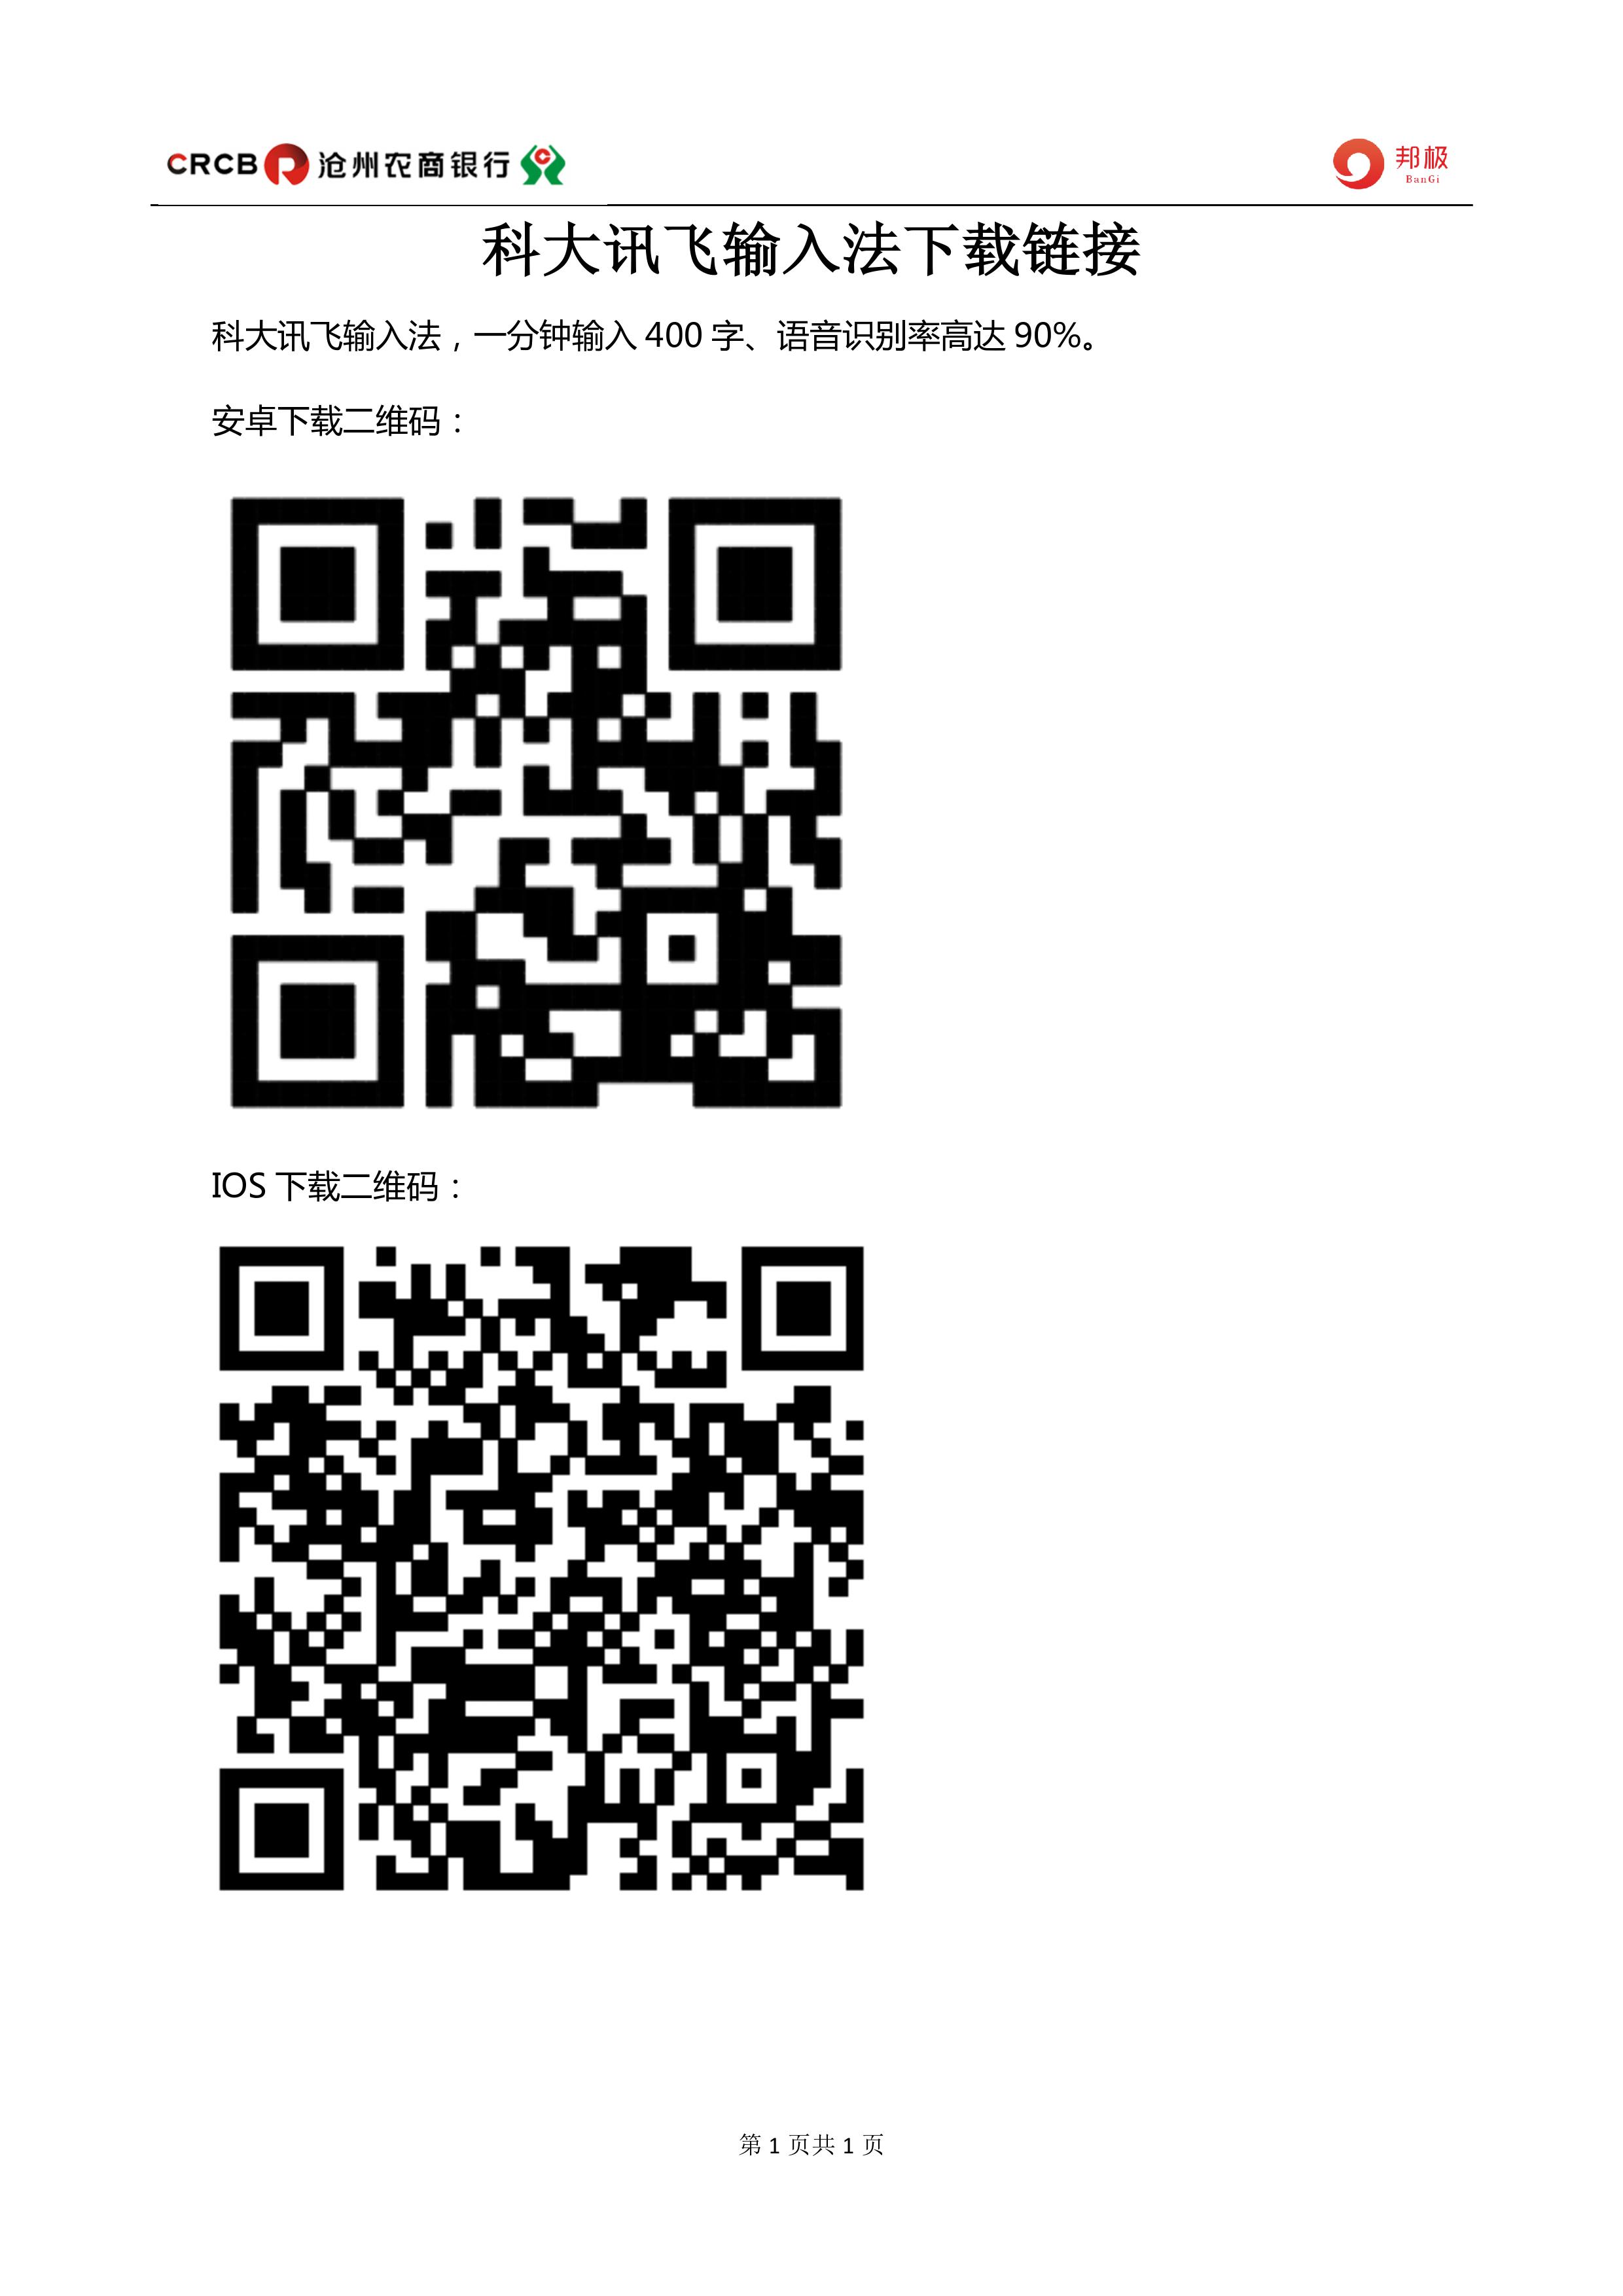 CRCB 沧州农商银行
邦极
BanGi
科大讯飞输入法下载链接
科大讯飞输入法，一分钟输入 400 字、语音识别率高达 90%。
安卓下载二维码：
IOS 下载二维码：
第 1 页共 1 页